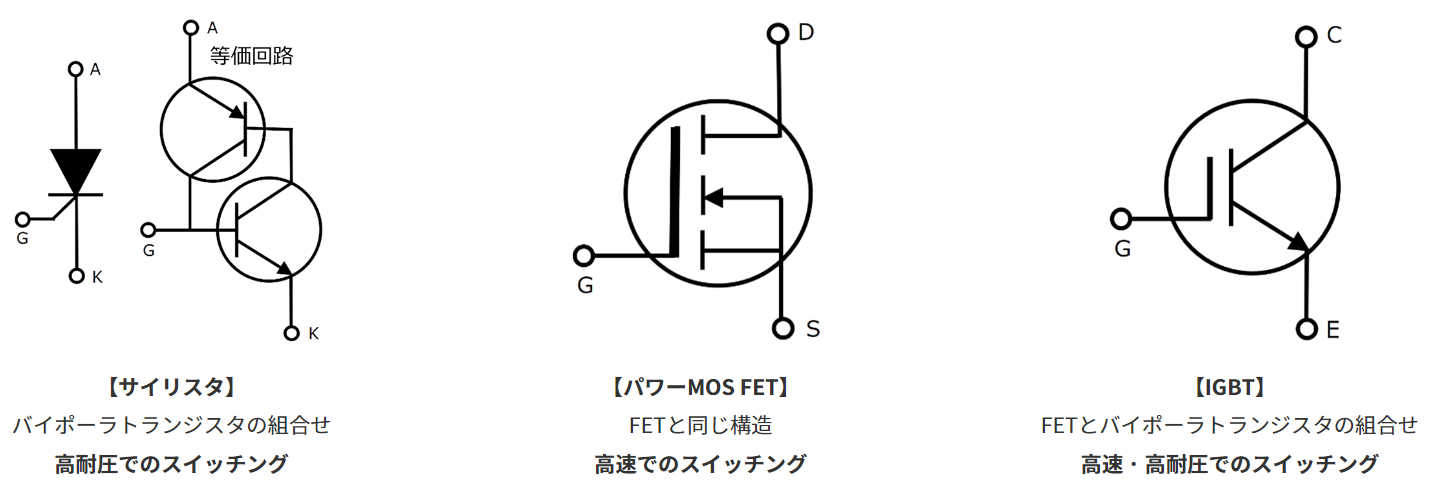 A
等価回路
A
G
K
G
K
【サイリスタ】
バイポーラトランジスタの組合せ
高耐圧でのスイッチング
D
G
S
【パワーMOS FET】
FETと同じ構造
高速でのスイッチング
C
G
E
【IGBT】
FETとバイポーラトランジスタの組合せ
高速・高耐圧でのスイッチング